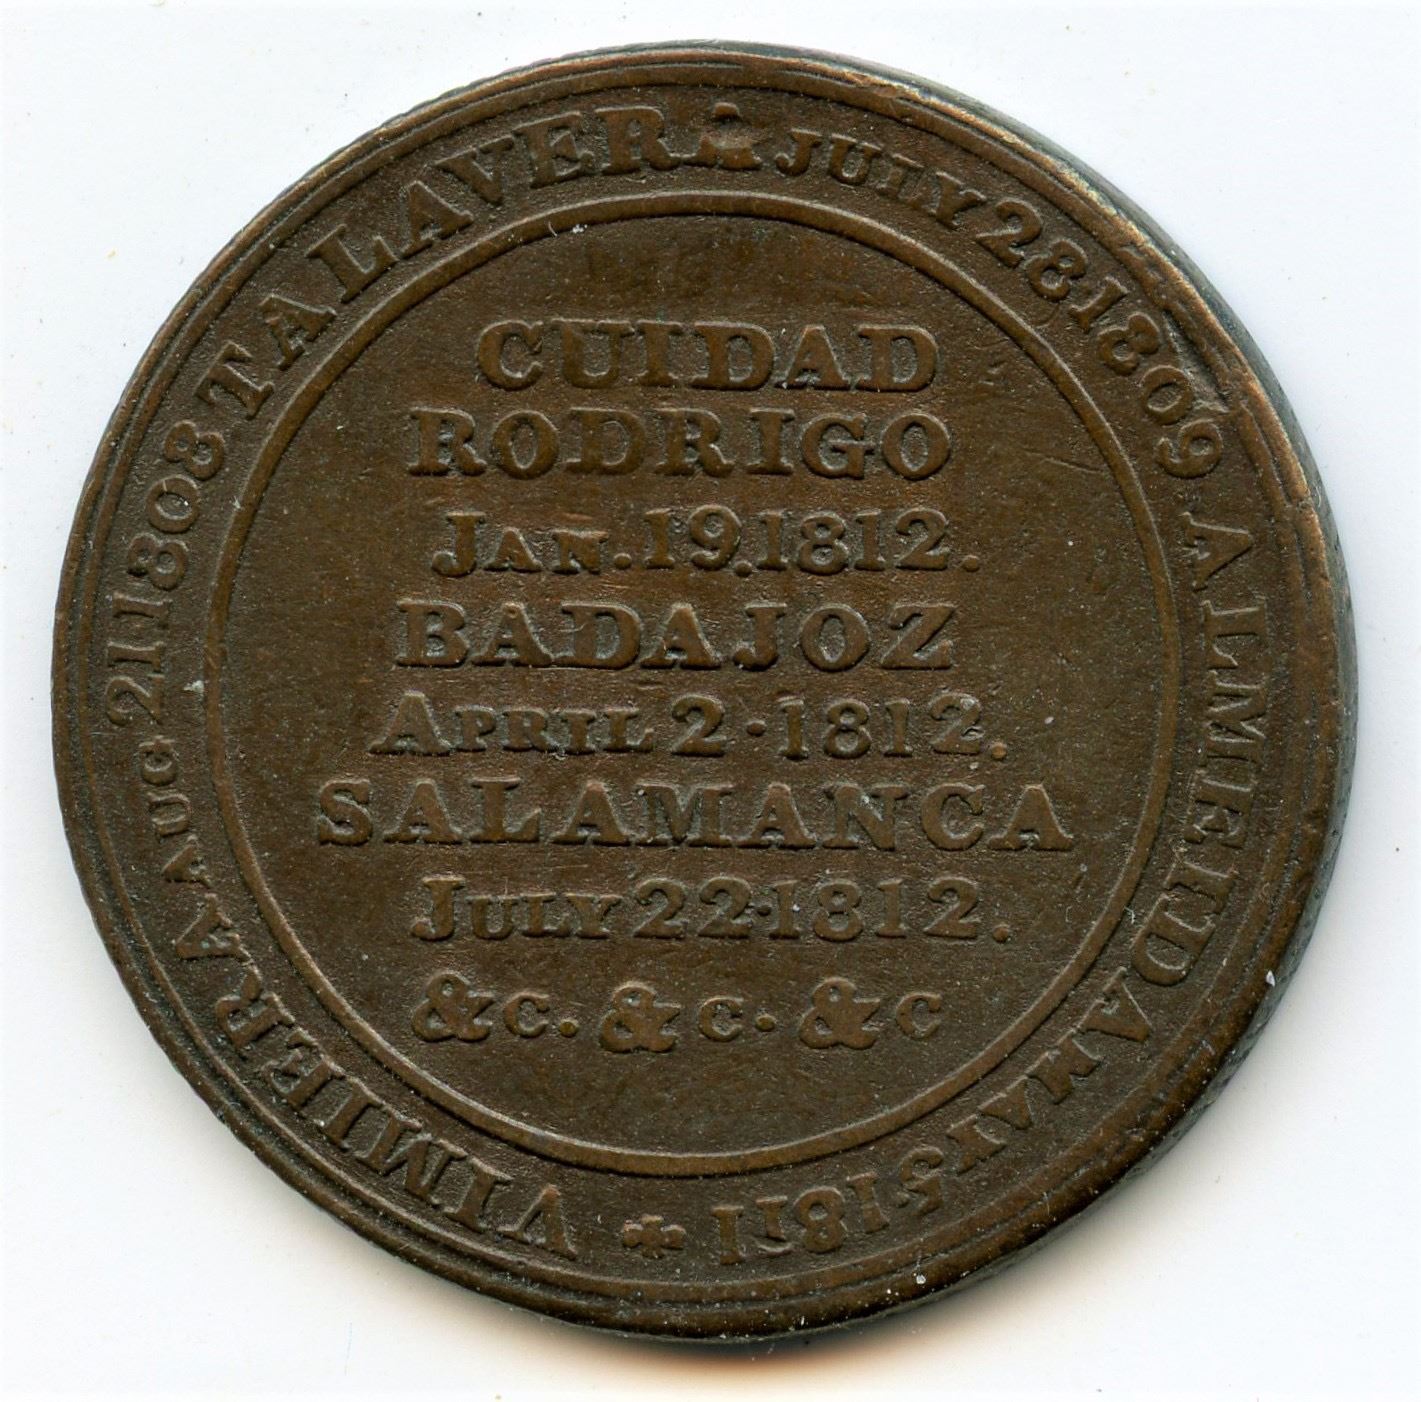 VIMIERA AUG 21 1808 TALAVERA JULY 28 1809 ALMEIDA MAY 5 1811
CUIDAD
RODRIGO
JAN. 19.1812.
BADAJOZ
APRIL 2.1812.
SALAMANCA
JULY 22.1812.
&C. &C. &C